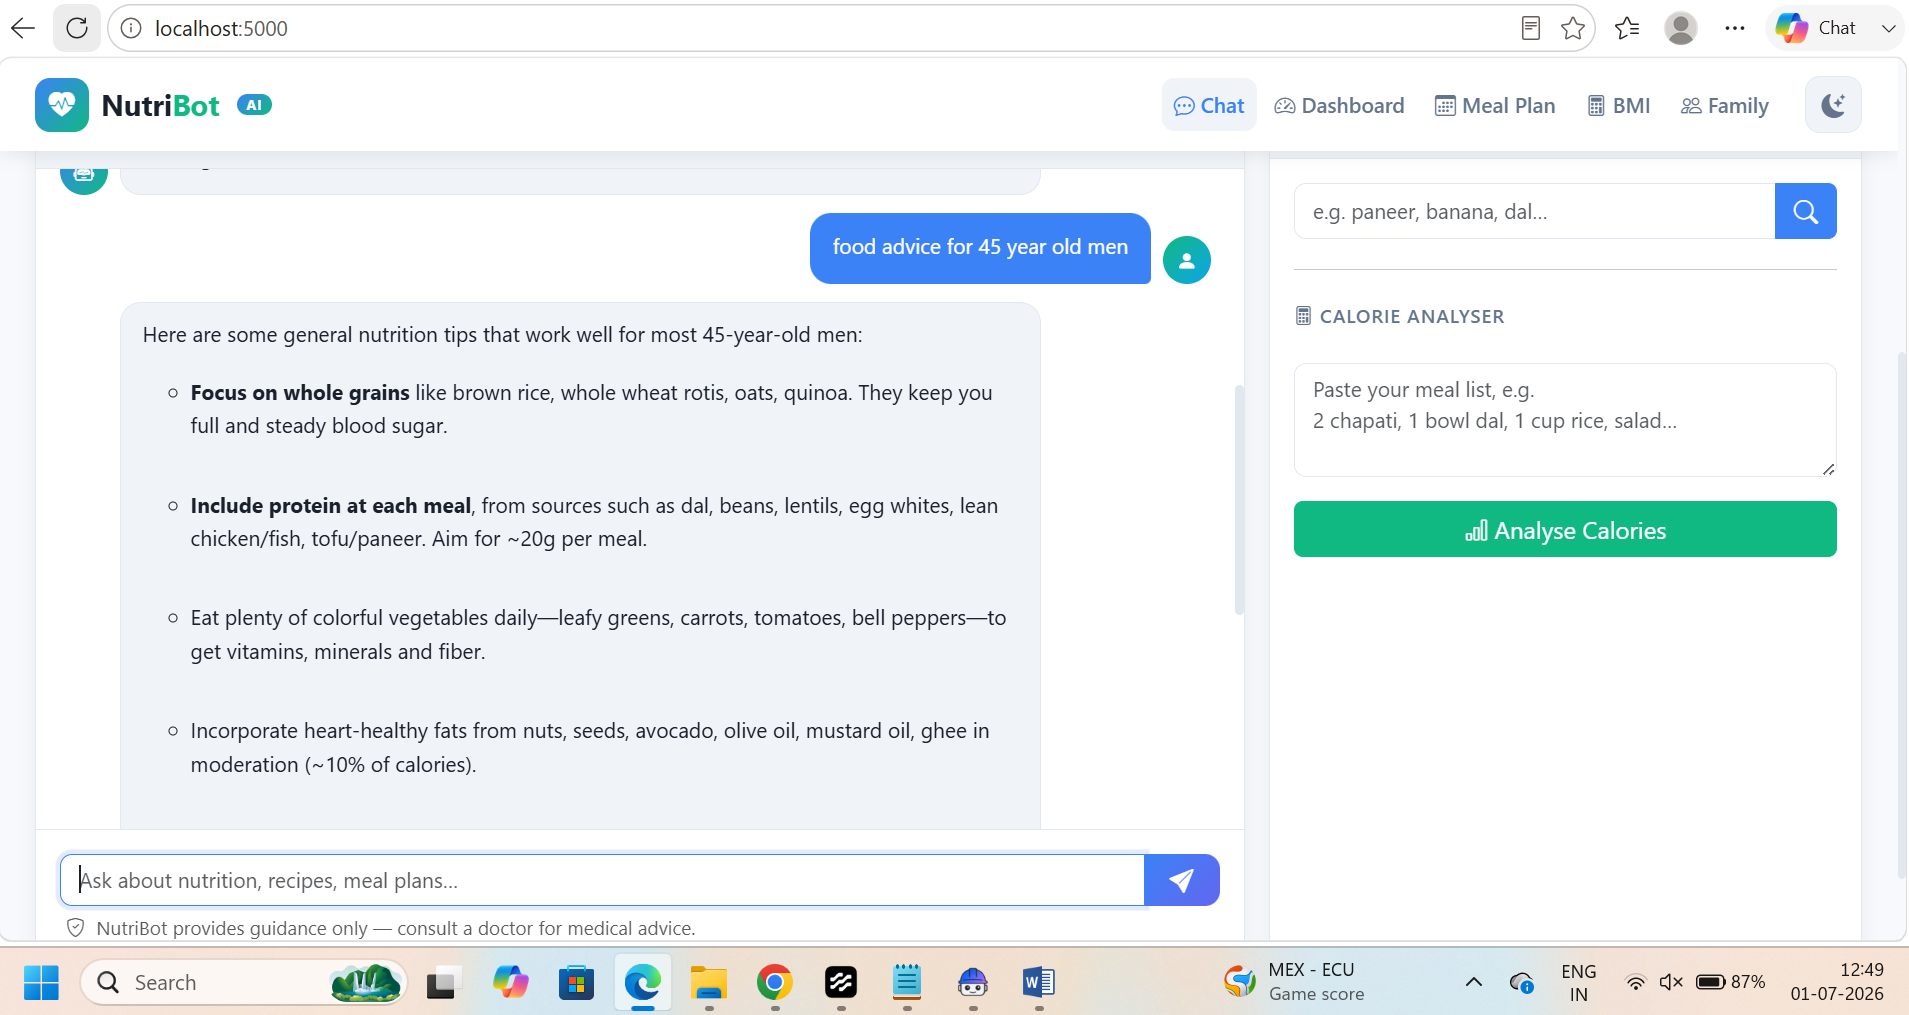 localhost:5000
Chat
NutriBot AI
Chat
Dashboard
Meal Plan
BMI
Family
food advice for 45 year old men
Here are some general nutrition tips that work well for most 45-year-old men:
Focus on whole grains like brown rice, whole wheat rotis, oats, quinoa. They keep you
full and steady blood sugar.
Include protein at each meal, from sources such as dal, beans, lentils, egg whites, lean
chicken/fish, tofu/paneer. Aim for ~20g per meal.
Eat plenty of colorful vegetables daily—leafy greens, carrots, tomatoes, bell peppers—to
get vitamins, minerals and fiber.
Incorporate heart-healthy fats from nuts, seeds, avocado, olive oil, mustard oil, ghee in
moderation (~10% of calories).
Ask about nutrition, recipes, meal plans...
NutriBot provides guidance only — consult a doctor for medical advice.
e.g. paneer, banana, dal...
CALORIE ANALYSER
Paste your meal list, e.g.
2 chapati, 1 bowl dal, 1 cup rice, salad...
Analyse Calories
Search
MEX - ECU
Game score
ENG
IN
87%
12:49
01-07-2026